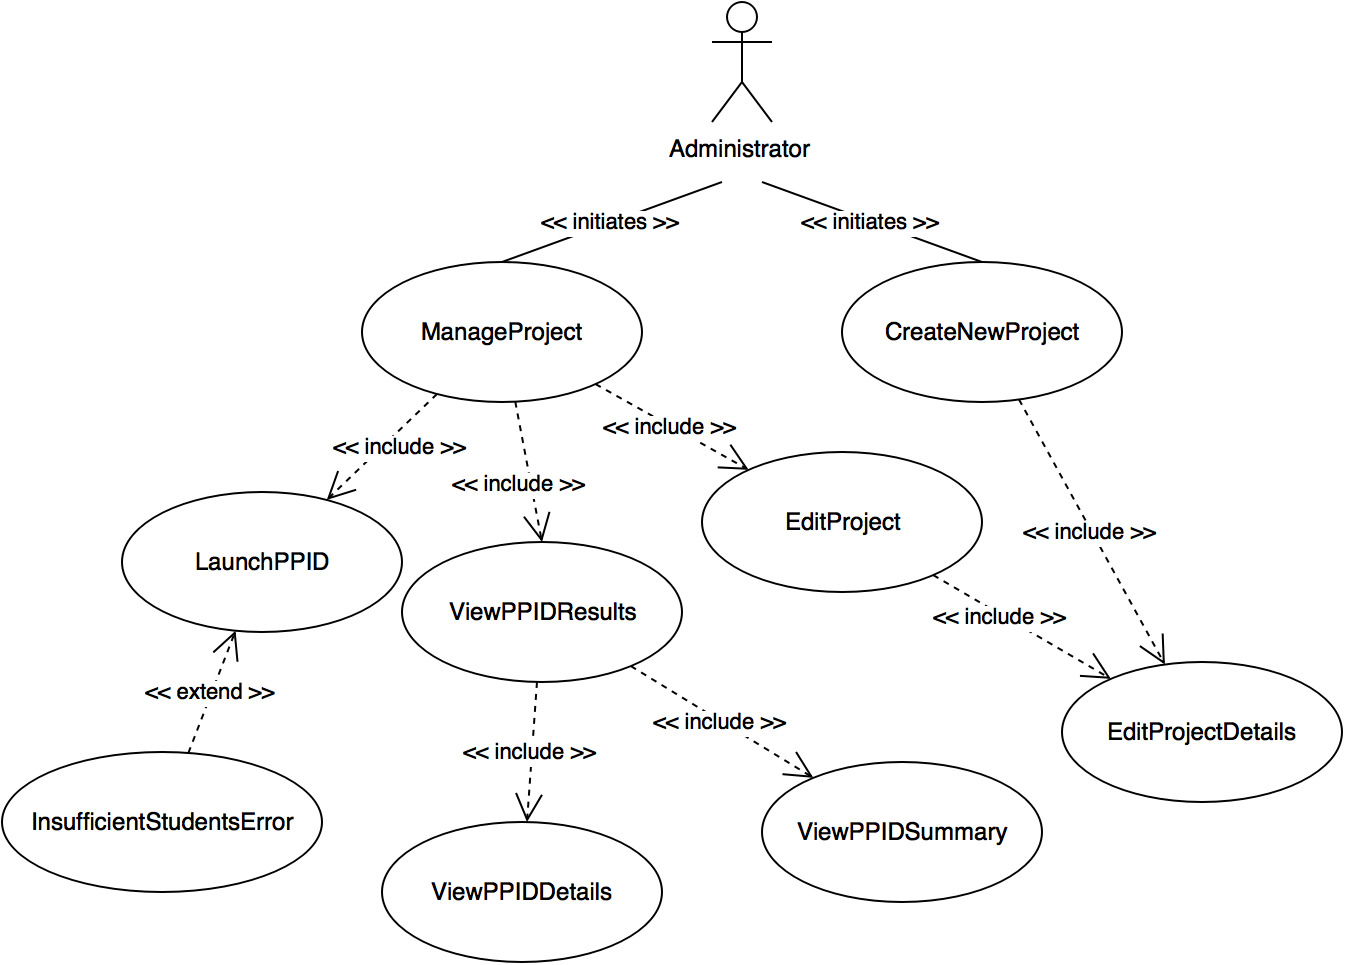 Administrator
<< initiates >>
<< initiates >>
ManageProject
CreateNewProject
<< include >>
<< include >>
<< include >>
EditProject
<< include >>
LaunchPPID
ViewPPIDResults
<< include >>
<< extend >>
<< include >>
EditProjectDetails
<< include >>
InsufficientStudentsError
ViewPPIDSummary
ViewPPIDDetails